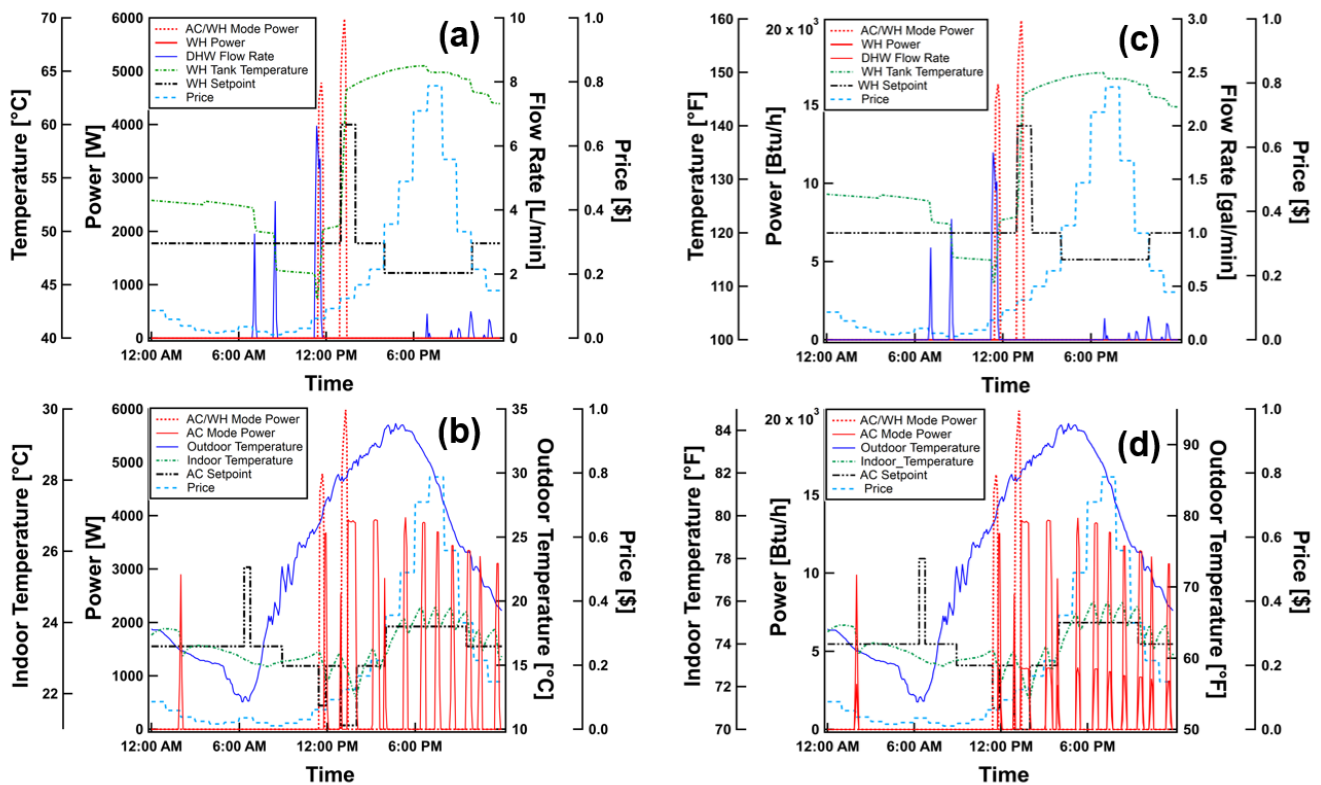 (a)
70
65
60
55
50
45
40
Temperature [°C]
6000
5000
4000
3000
2000
1000
0
Power [W]
AC/WH Mode Power
WH Power
DHW Flow Rate
WH Tank Temperature
WH Setpoint
Price
10
8
6
4
2
0
Flow Rate [L/min]
1.0
0.8
0.6
0.4
0.2
0.0
Price [$]
12:00 AM 6:00 AM 12:00 PM 6:00 PM
Time
(c)
160
150
140
130
120
110
100
Temperature [°F]
20 x 10³
15
10
5
0
Power [Btu/h]
AC/WH Mode Power
WH Power
DHW Flow Rate
WH Tank Temperature
WH Setpoint
Price
3.0
2.5
2.0
1.5
1.0
0.5
0.0
Flow Rate [gal/min]
1.0
0.8
0.6
0.4
0.2
0.0
Price [$]
12:00 AM 6:00 AM 12:00 PM 6:00 PM
Time
(b)
30
28
26
24
22
Indoor Temperature [°C]
6000
5000
4000
3000
2000
1000
0
Power [W]
AC/WH Mode Power
AC Mode Power
Outdoor Temperature
Indoor Temperature
AC Setpoint
Price
35
30
25
20
15
10
Outdoor Temperature [°C]
1.0
0.8
0.6
0.4
0.2
0.0
Price [$]
12:00 AM 6:00 AM 12:00 PM 6:00 PM
Time
(d)
84
82
80
78
76
74
72
70
Indoor Temperature [°F]
20 x 10³
15
10
5
0
Power [Btu/h]
AC/WH Mode Power
AC Mode Power
Outdoor Temperature
Indoor_Temperature
AC Setpoint
Price
90
80
70
60
50
Outdoor Temperature [°F]
1.0
0.8
0.6
0.4
0.2
0.0
Price [$]
12:00 AM 6:00 AM 12:00 PM 6:00 PM
Time